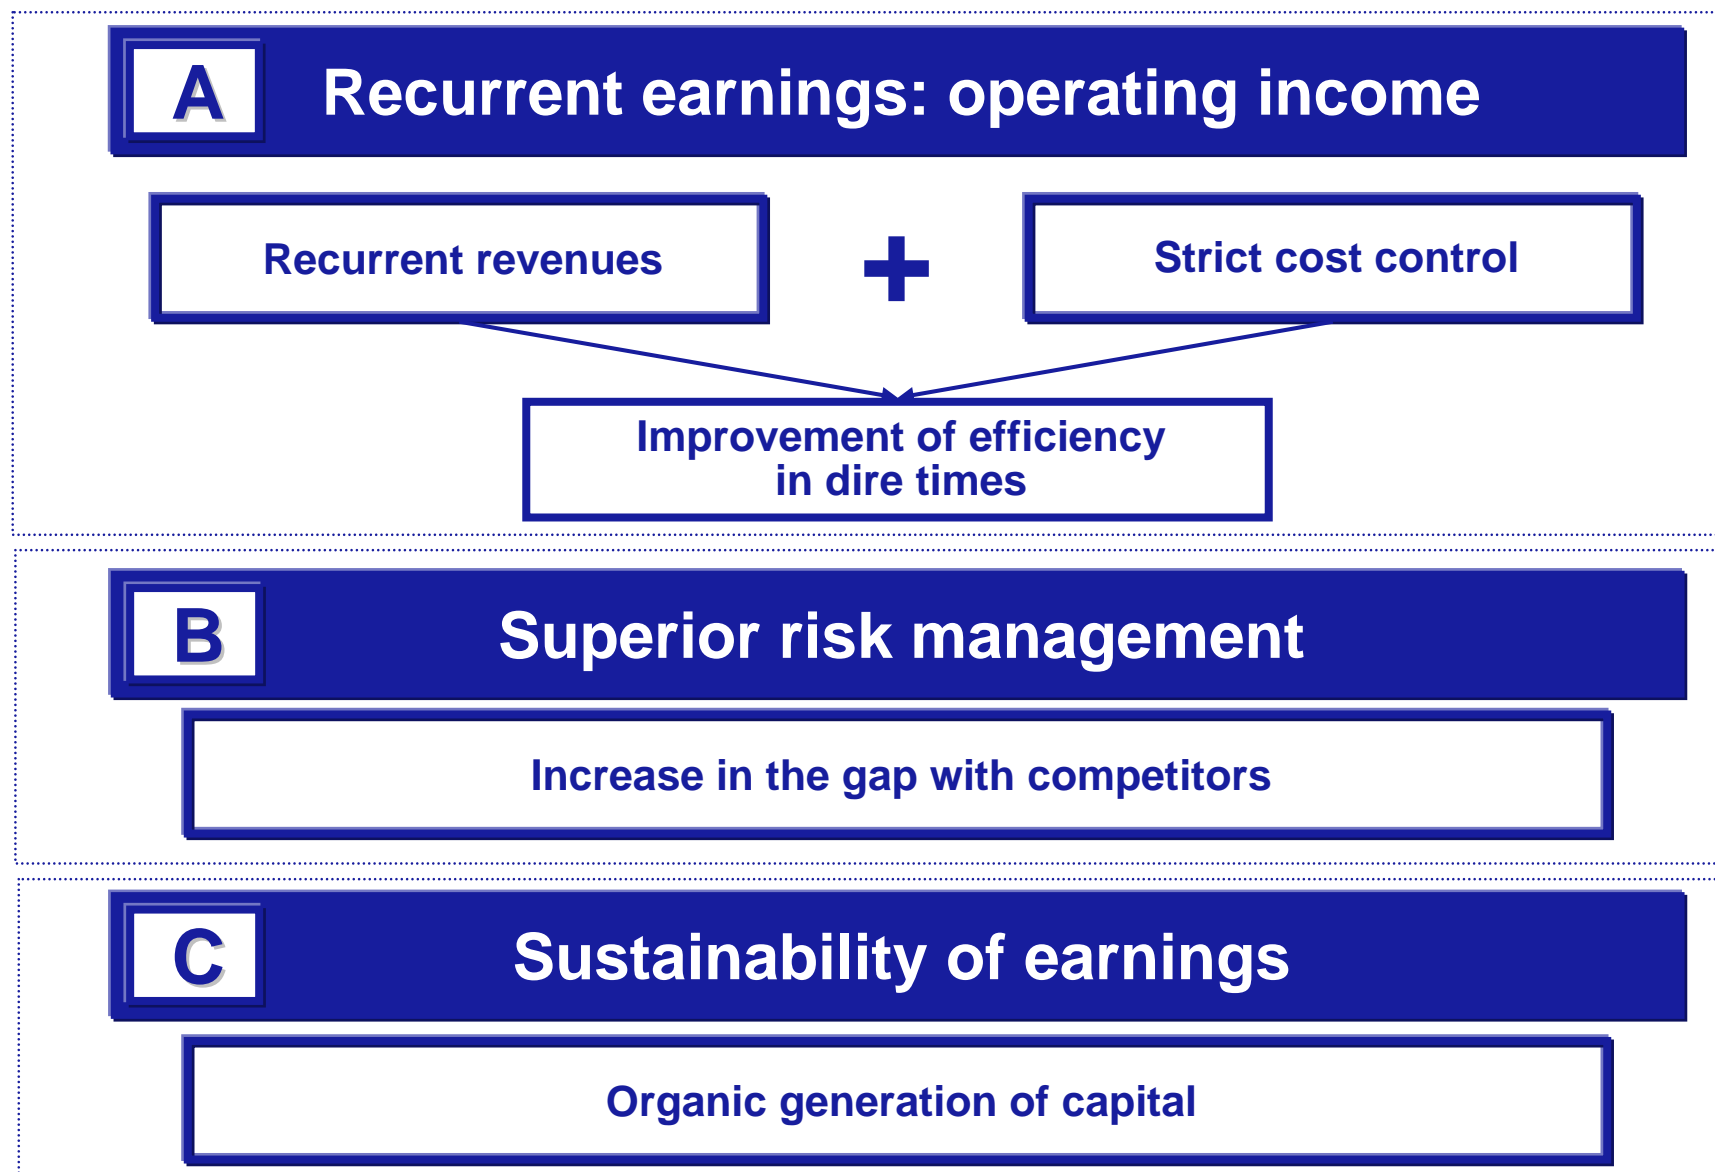 A
Recurrent earnings: operating income
Recurrent revenues
+
Strict cost control
Improvement of efficiency
in dire times
B
Superior risk management
Increase in the gap with competitors
C
Sustainability of earnings
Organic generation of capital